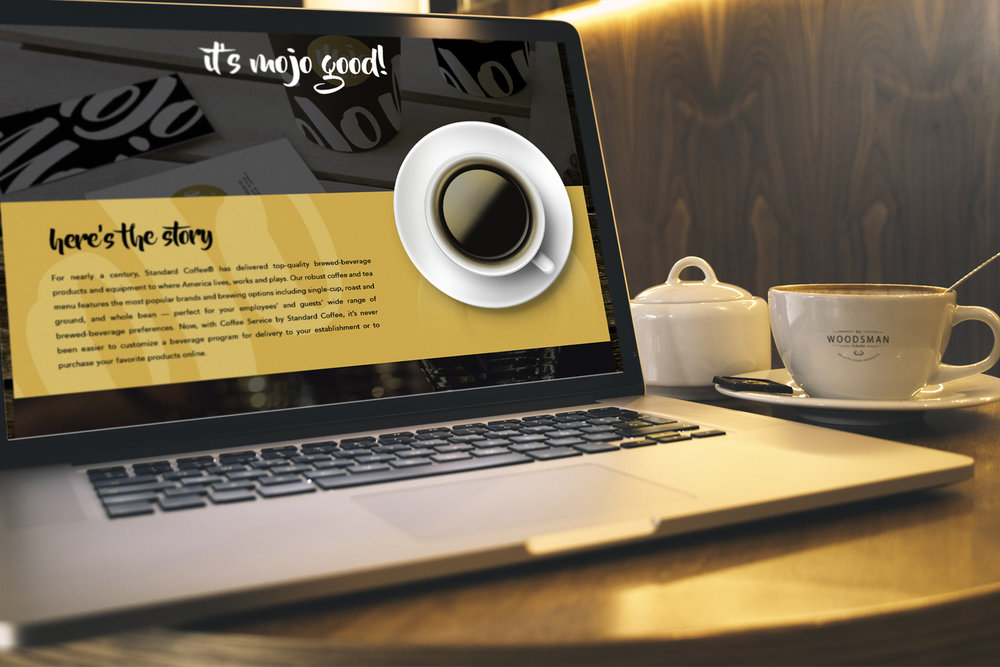 it's mojo good!
Mojo
here's the story
For nearly a century, Standard Coffee® has delivered top-quality brewed-beverage
products and equipment to where America lives, works and plays. Our robust coffee and tea
menu features the most popular brands and brewing options including single-cup, roast and
ground, and whole bean — perfect for your employees' and guests' wide range of
brewed-beverage preferences. Now, with Coffee Service by Standard Coffee, it's never
been easier to customize a beverage program for delivery to your establishment or to
purchase your favorite products online.
the
WOODSMAN